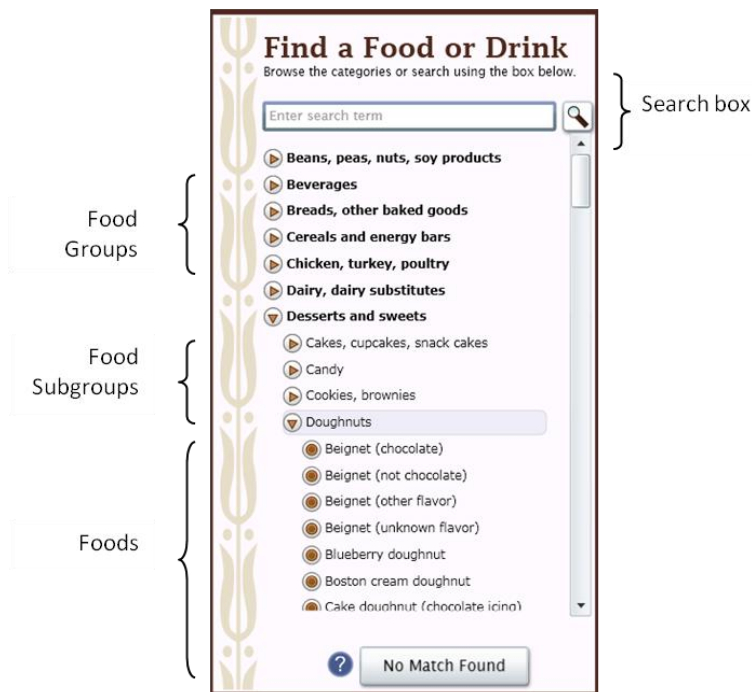 Find a Food or Drink
Browse the categories or search using the box below.
Enter search term
Search box
Beans, peas, nuts, soy products
Beverages
Breads, other baked goods
Cereals and energy bars
Chicken, turkey, poultry
Dairy, dairy substitutes
Desserts and sweets
Food
Groups
Cakes, cupcakes, snack cakes
Candy
Cookies, brownies
Doughnuts
Food
Subgroups
Beignet (chocolate)
Beignet (not chocolate)
Beignet (other flavor)
Beignet (unknown flavor)
Blueberry doughnut
Boston cream doughnut
Cake doughnut (chocolate icing)
Foods
?
No Match Found